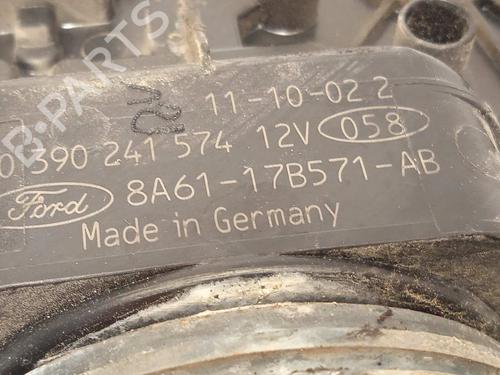 B-PARTS
11-10-02 2
0 390 241 574 12V 058
Ford 8A61-17B571-AB
Made in Germany